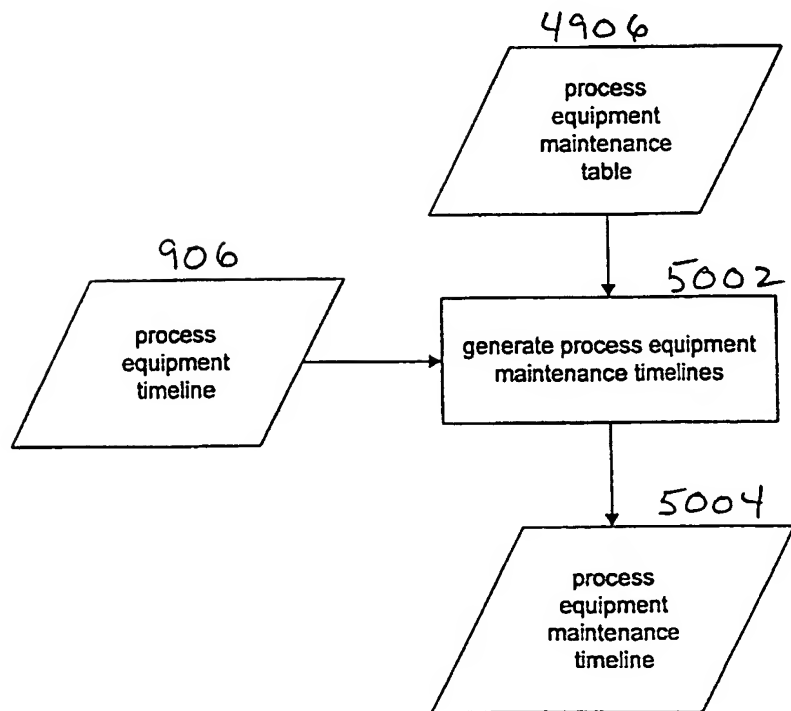 4906
process
equipment
maintenance
table
906
process
equipment
timeline
5002
generate process equipment
maintenance timelines
5004
process
equipment
maintenance
timeline